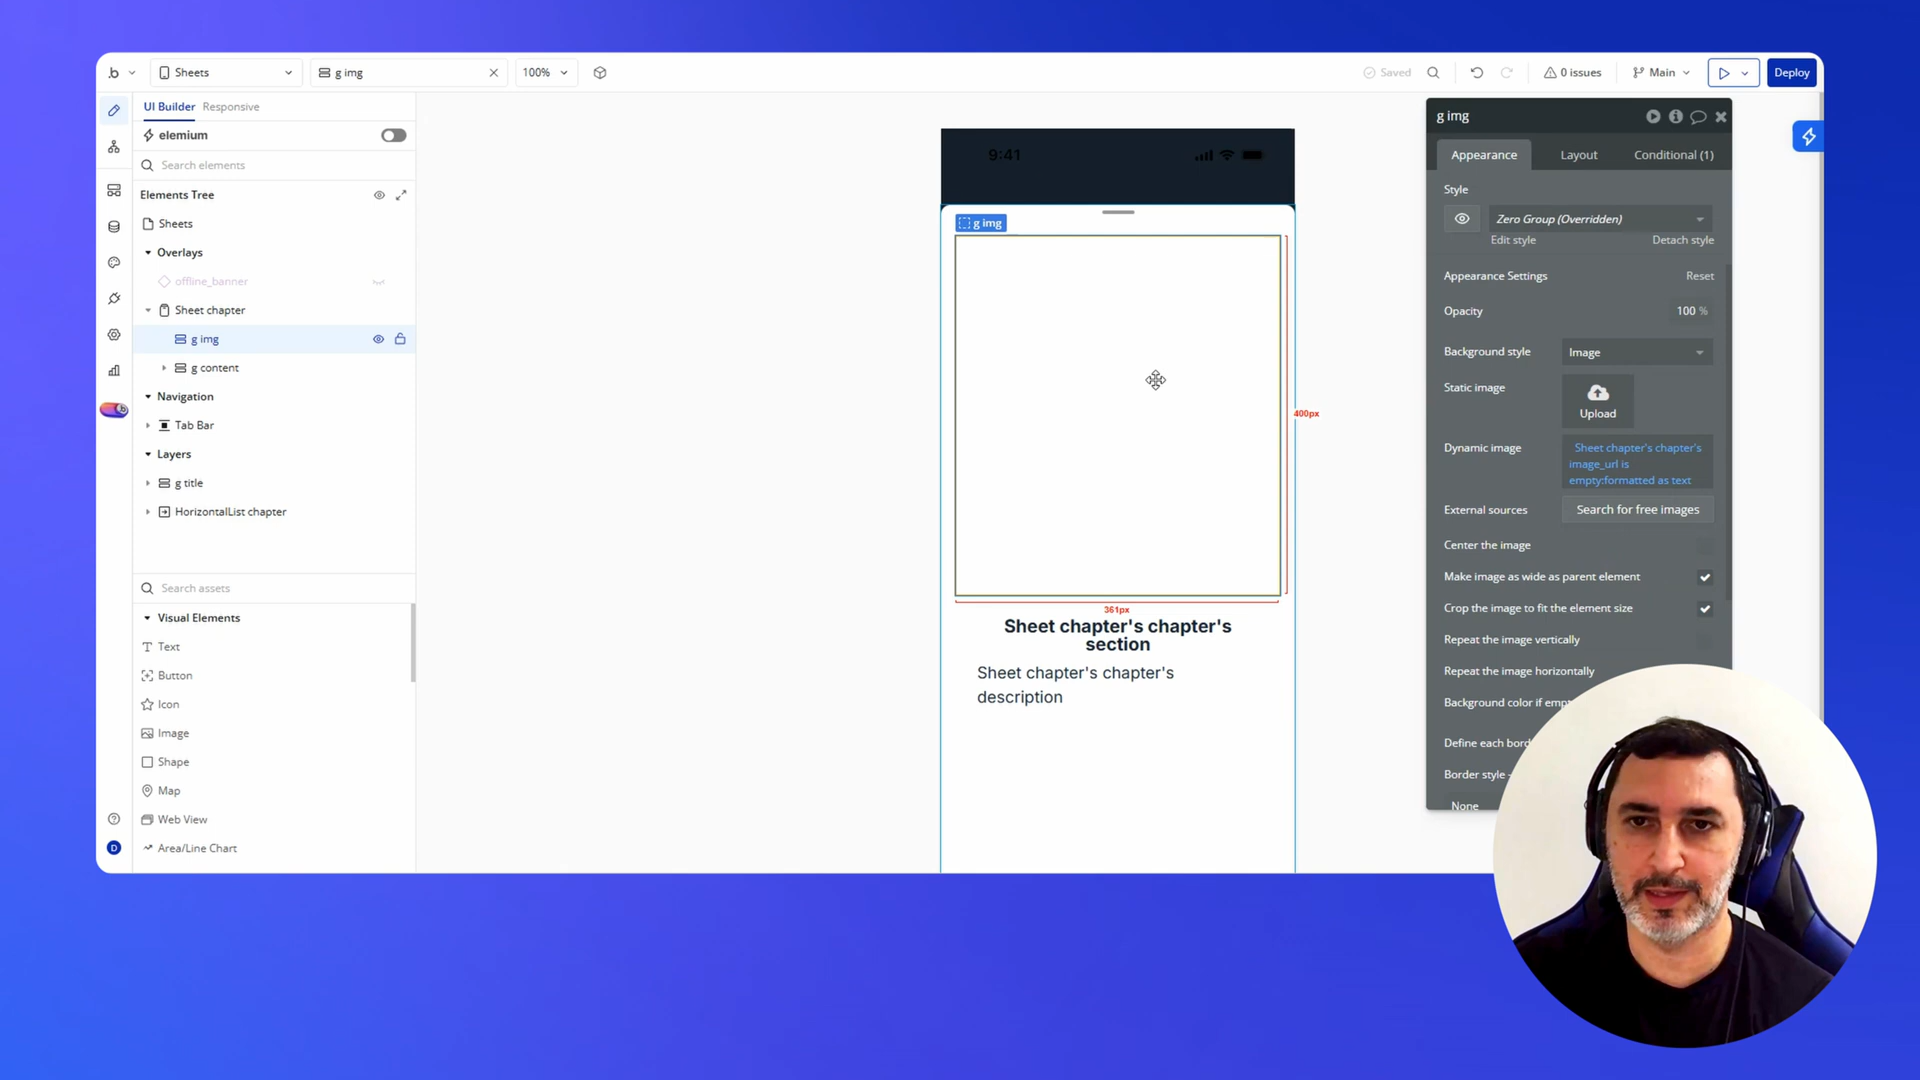 .b
Sheets
g img
100%
Saved
0 issues
Main
Deploy
UI Builder
Responsive
elemium
Search elements
Elements Tree
Sheets
Overlays
offline_banner
Sheet chapter
g img
g content
Navigation
Tab Bar
Layers
g title
HorizontalList chapter
Search assets
Visual Elements
Text
Button
Icon
Image
Shape
Map
Web View
Area/Line Chart
D
9:41
g img
400px
361px
Sheet chapter's chapter's
section
Sheet chapter's chapter's
description
g img
Appearance
Layout
Conditional (1)
Style
Zero Group (Overridden)
Edit style
Detach style
Appearance Settings
Reset
Opacity
100 %
Background style
Image
Static image
Upload
Dynamic image
Sheet chapter's chapter's
image_url is
empty:formatted as text
External sources
Search for free images
Center the image
Make image as wide as parent element
Crop the image to fit the element size
Repeat the image vertically
Repeat the image horizontally
Background color if emp
Define each bord
Border style -
None